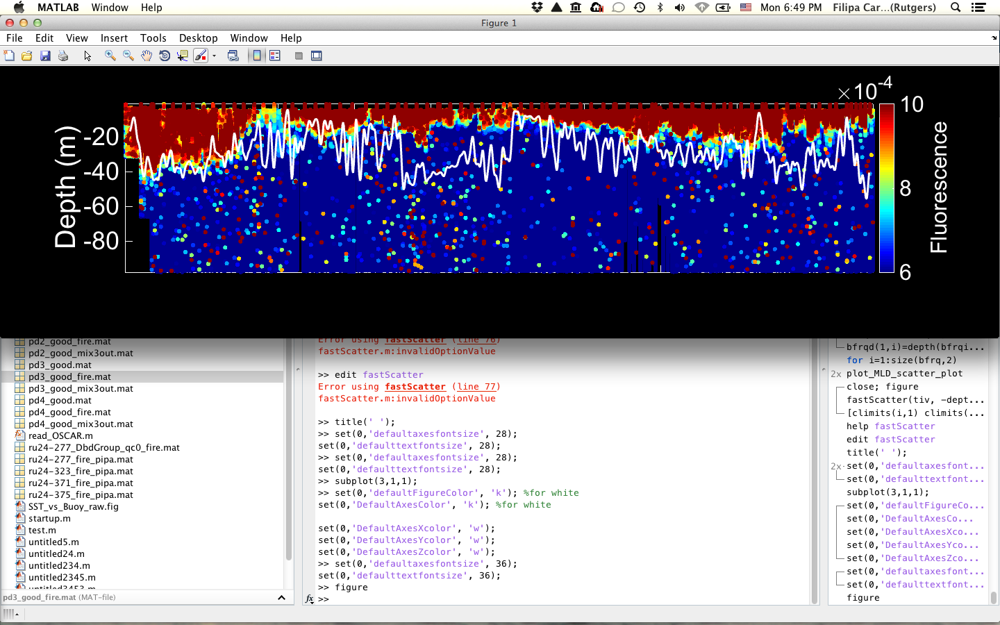 MATLAB Window Help Mon 6:49 PM Filipa Car...(Rutgers)
Figure 1
File Edit View Insert Tools Desktop Window Help
×10-4
10
8
6
Fluorescence
Depth (m)
-20
-40
-60
-80
pd2_good_fire.mat
pd2_good_mix3out.mat
pd3_good.mat
pd3_good_fire.mat
pd3_good_mix3out.mat
pd4_good.mat
pd4_good_fire.mat
pd4_good_mix3out.mat
read_OSCAR.m
ru24-277_DbdGroup_qc0_fire.mat
ru24-277_fire_pipa.mat
ru24-323_fire_pipa.mat
ru24-371_fire_pipa.mat
ru24-375_fire_pipa.mat
SST_vs_Buoy_raw.fig
startup.m
test.m
untitled5.m
untitled24.m
untitled234.m
untitled2345.m
untitled3453.m
pd3_good_fire.mat (MAT-file)
Error using fastScatter (line 76)
fastScatter.m:invalidOptionValue
>> edit fastScatter
Error using fastScatter (line 77)
fastScatter.m:invalidOptionValue
>> title(' ');
>> set(0,'defaultaxesfontsize', 28);
set(0,'defaulttextfontsize', 28);
>> set(0,'defaultaxesfontsize', 28);
set(0,'defaulttextfontsize', 28);
>> subplot(3,1,1);
>> set(0,'defaultFigureColor', 'k'); %for white
set(0,'DefaultAxesColor', 'k'); %for white
set(0,'DefaultAxesXcolor', 'w');
set(0,'DefaultAxesYcolor', 'w');
set(0,'DefaultAxesZcolor', 'w');
>> set(0,'defaultaxesfontsize', 36);
set(0,'defaulttextfontsize', 36);
>> figure
fx >>
bfrqd(1,i)=depth(bfrqi...
for i=1:size(bfrq,2)
2x plot_MLD_scatter_plot
close; figure
fastScatter(tiv, -dept...
[climits(i,1) climits(...
help fastScatter
edit fastScatter
title(' ');
2x set(0,'defaultaxesfont...
set(0,'defaulttextfont...
subplot(3,1,1);
set(0,'defaultFigureCo...
set(0,'DefaultAxesCo...
set(0,'DefaultAxesXco...
set(0,'DefaultAxesYco...
set(0,'DefaultAxesZco...
set(0,'defaultaxesfont...
set(0,'defaulttextfont...
figure